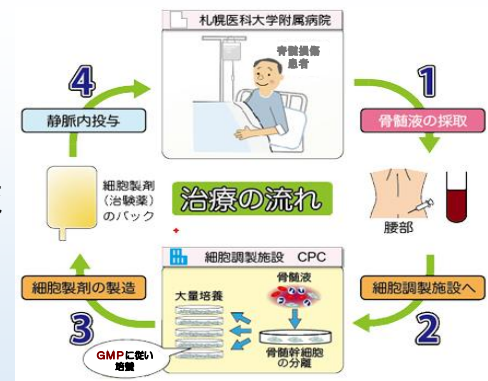 札幌医科大学附属病院
脊髄損傷
患者
4
1
静脈内投与
骨髄液の採取
細胞製剤
(治験薬)
のパック
治療の流れ
腰部
細胞調製施設 CPC
細胞製剤の製造
大量培養
骨髄液
細胞調製施設へ
3
2
骨髄幹細胞
の分離
GMPに従い
培養